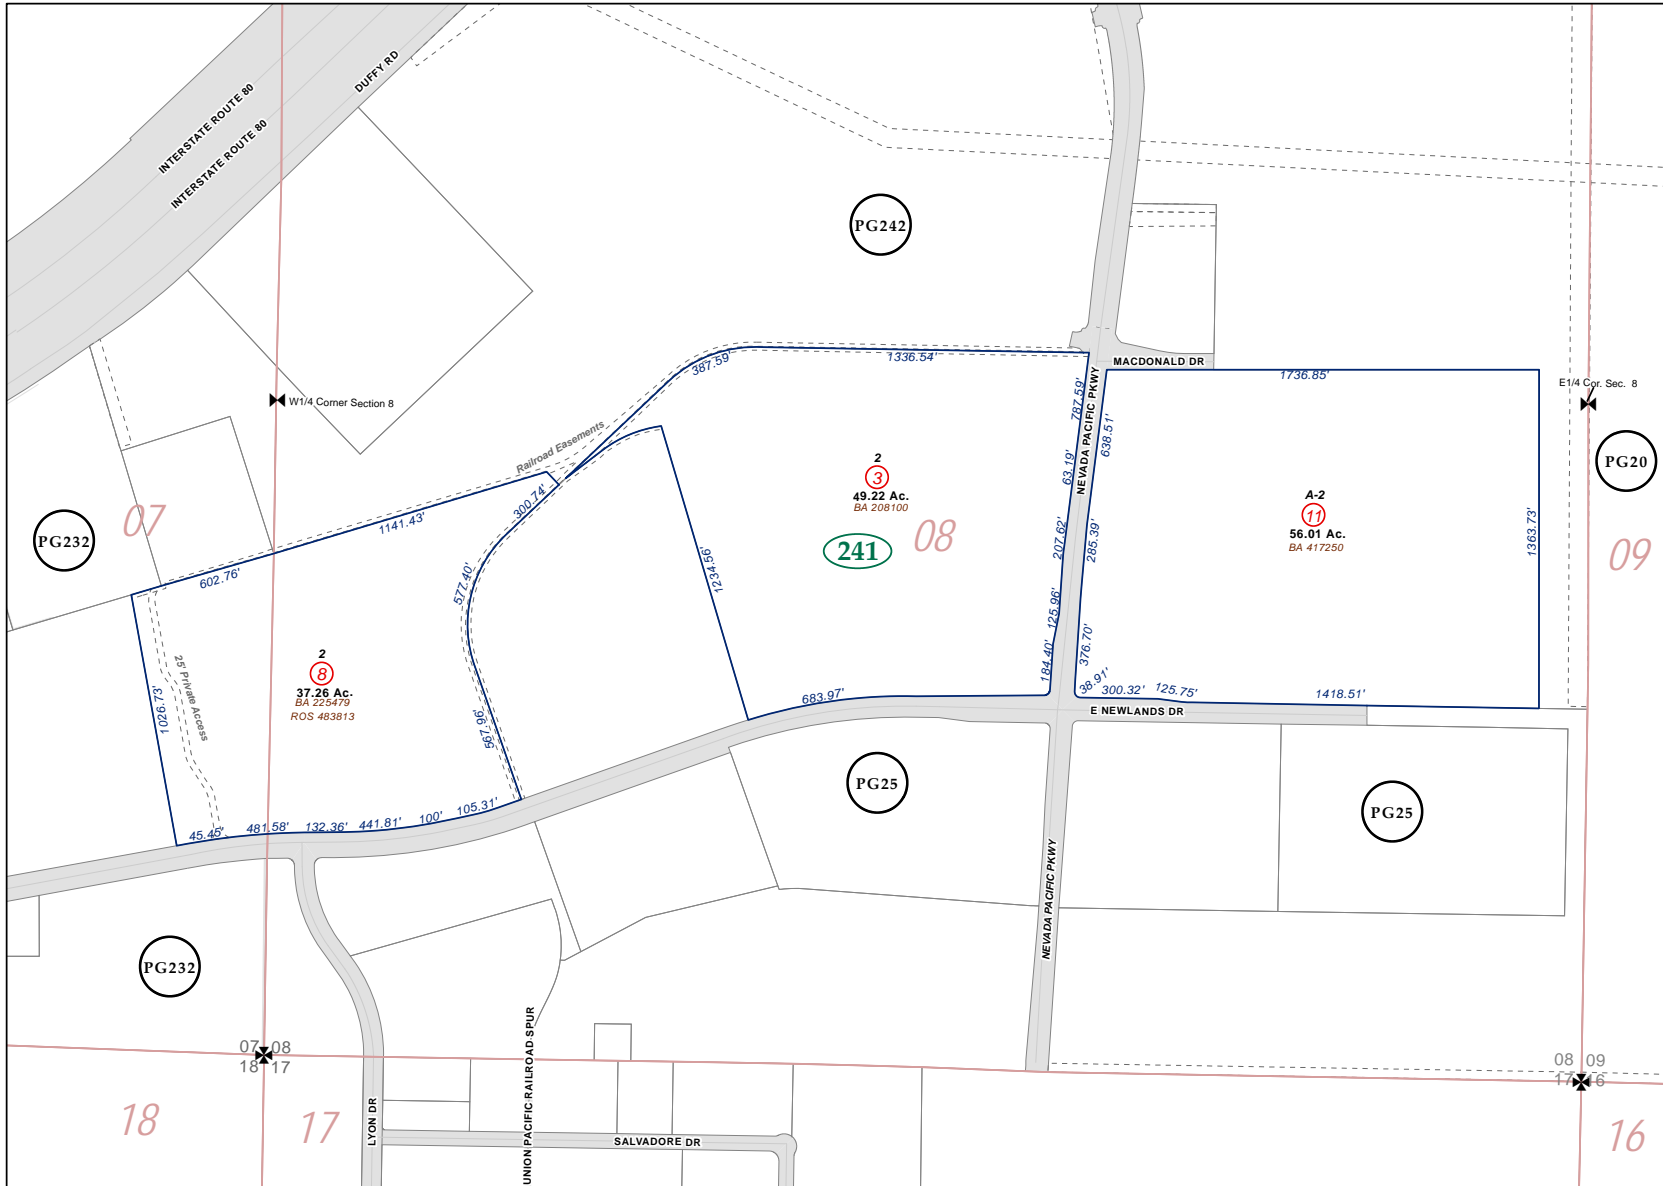 INTERSTATE ROUTE 80
INTERSTATE ROUTE 80
DUFFY RD
PG242
MACDONALD DR
NEVADA PACIFIC PKWY
W1/4 Corner Section 8
E1/4 Cor. Sec. 8
387.59'
1336.54'
787.59'
638.51'
1736.85'
Railroad Easements
63.19'
2
3
49.22 Ac.
BA 208100
241
08
A-2
11
56.01 Ac.
BA 417250
1363.73'
PG20
09
07
PG232
602.76'
1141.43'
300.74'
577.40'
1234.66'
207.62'
285.39'
125.96'
376.70'
184.40'
38.91'
300.32'
125.75'
1418.51'
E NEWLANDS DR
683.97'
2
8
37.26 Ac.
BA 225479
ROS 483813
25' Private Access
1026.73'
567.96'
45.45'
481.58'
132.36'
441.81'
100'
105.31'
PG25
PG25
NEVADA PACIFIC PKWY
PG232
07 08
18 17
08 09
17 16
18
17
16
LYON DR
UNION PACIFIC RAILROAD SPUR
SALVADORE DR